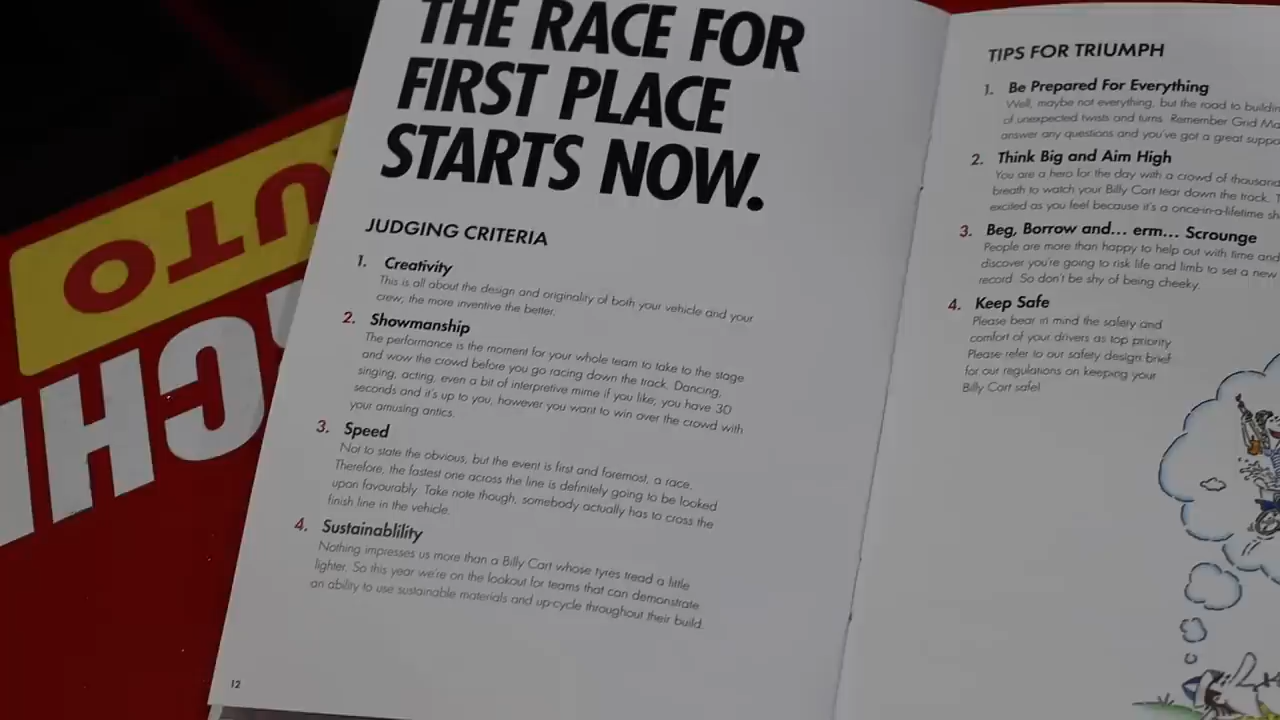 THE RACE FOR
FIRST PLACE
STARTS NOW.
JUDGING CRITERIA
1. Creativity
This is all about the design and originality of both your vehicle and your
crew, the more inventive the better.
2. Showmanship
The performance is the moment for your whole team to take to the stage
and wow the crowd before you go racing down the track. Dancing,
singing, acting, even a bit of interpretive mime if you like; you have 30
seconds and it's up to you, however you want to win over the crowd with
your amusing antics.
3. Speed
Not to state the obvious, but the event is first and foremost, a race.
Therefore, the fastest one across the line is definitely going to be looked
upon favourably. Take note though, somebody actually has to cross the
finish line in the vehicle.
4. Sustainablility
Nothing impresses us more than a Billy Cart whose tyres tread a little
lighter. So this year we're on the lookout for teams that can demonstrate
an ability to use sustainable materials and up-cycle throughout their build.
12
TIPS FOR TRIUMPH
1. Be Prepared For Everything
Well, maybe not everything, but the road to
of unexpected twists and turns. Remember Grid
answer any questions and you've got a great
2. Think Big and Aim High
You are a hero for the day with a crowd of
breath to watch your Billy Cart tear down the track.
excited as you feel because it's a once-in-a-lifetime
3. Beg, Borrow and... erm... Scrounge
People are more than happy to help out with time and
discover you're going to risk life and limb to set a new
record. So don't be shy of being cheeky.
4. Keep Safe
Please bear in mind the safety and
comfort of your drivers as top priority
Please refer to our safety design brief
for our regulations on keeping your
Billy Cart safe!